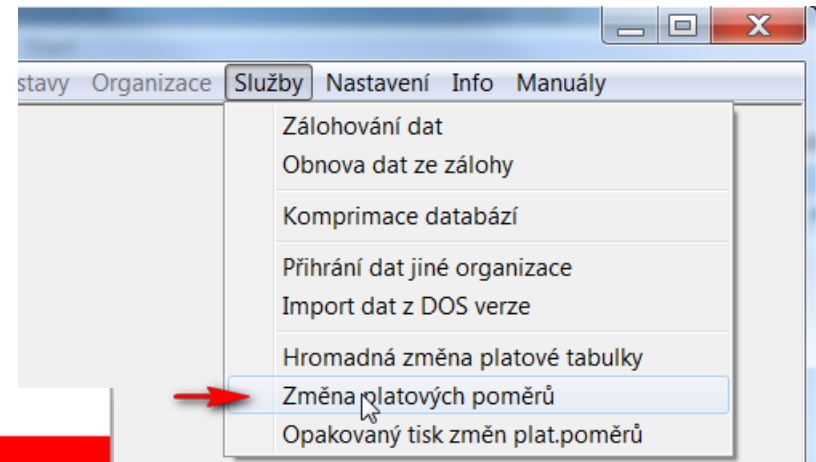 stavy Organizace Služby Nastavení Info Manuály
Zálohování dat
Obnova dat ze zálohy
Komprimace databází
Přihrání dat jiné organizace
Import dat z DOS verze
Hromadná změna platové tabulky
Změna platových poměrů
Opakovaný tisk změn plat.poměrů